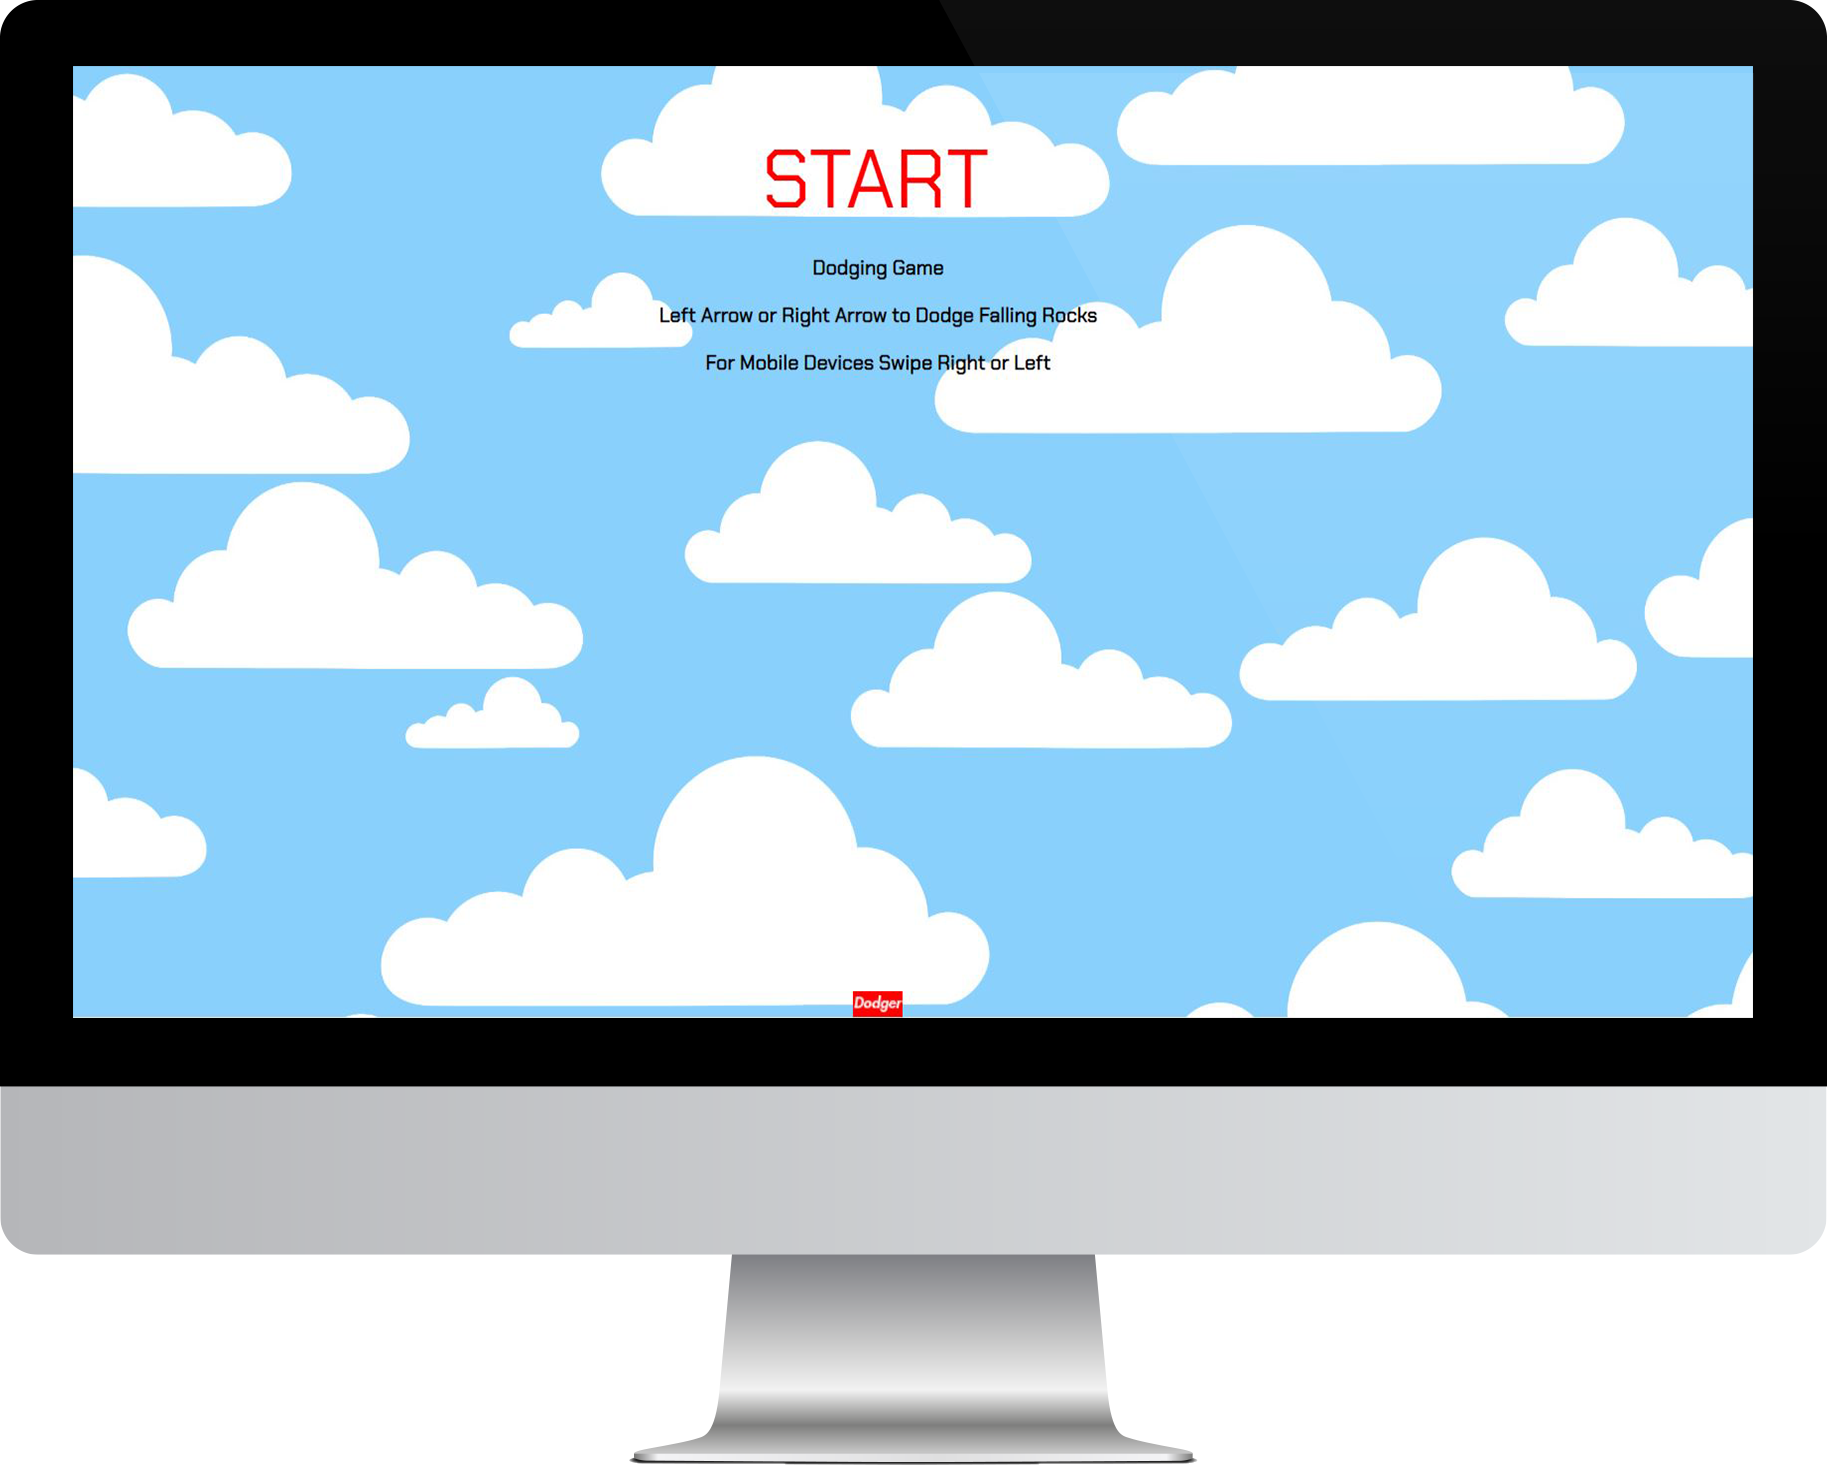 START
Dodging Game
Left Arrow or Right Arrow to Dodge Falling Rocks
For Mobile Devices Swipe Right or Left
Dodger